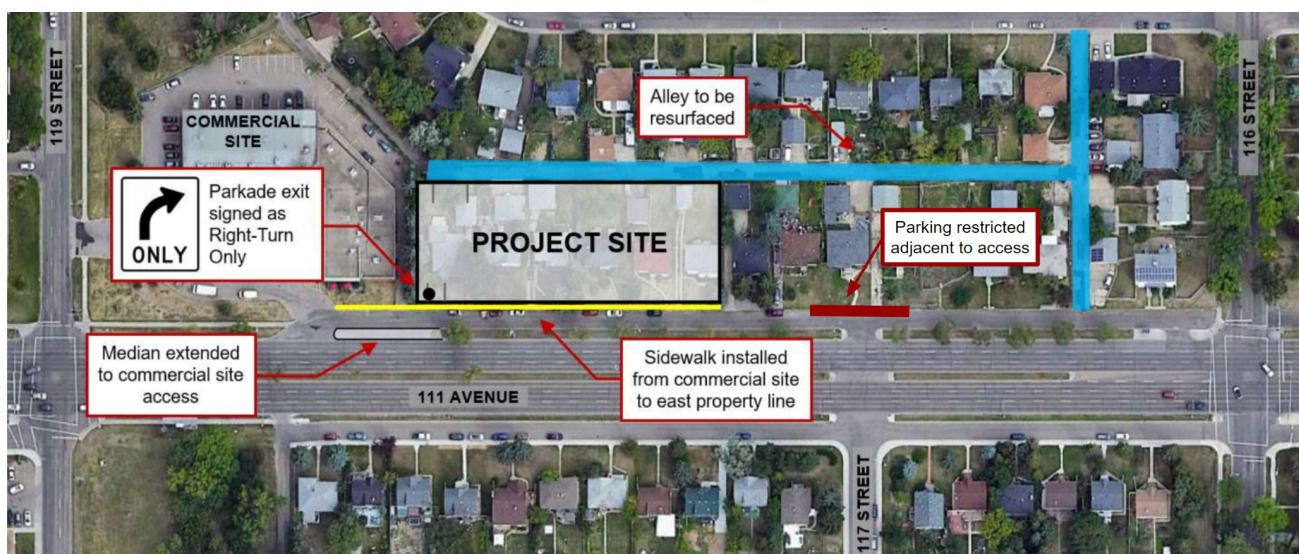 119 STREET
COMMERCIAL
SITE
Alley to be
resurfaced
116 STREET
ONLY
Parkade exit
signed as
Right-Turn
Only
PROJECT SITE
Parking restricted
adjacent to access
Median extended
to commercial site
access
Sidewalk installed
from commercial site
to east property line
111 AVENUE
117 STREET